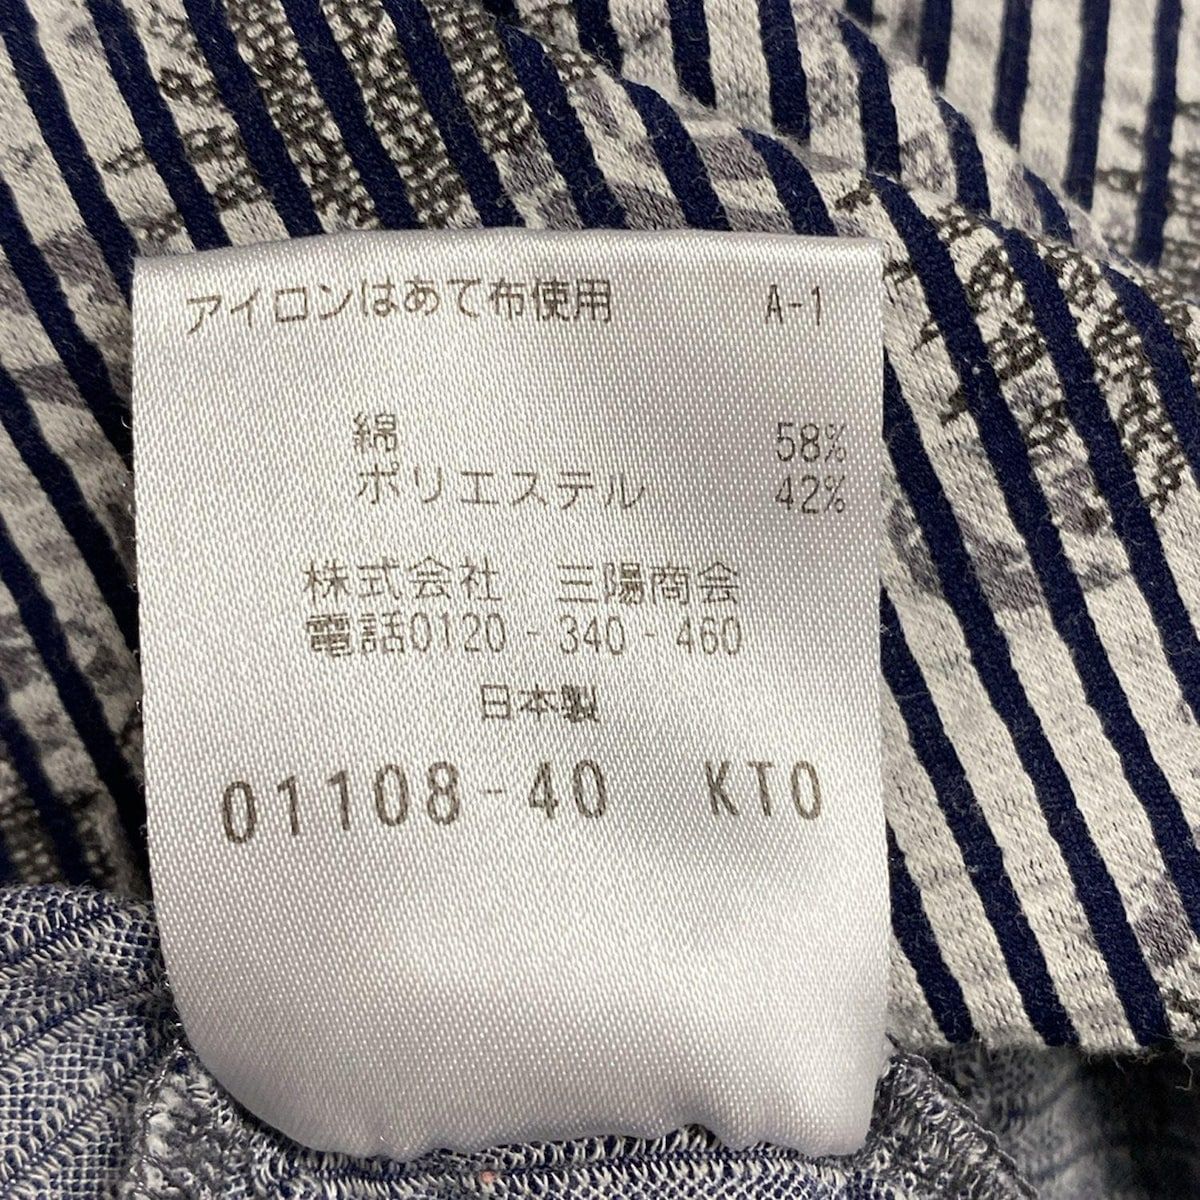 アイロンはあて布使用 A-1
綿 58%
ポリエステル 42%
株式会社 三陽商会
電話0120-340-460
日本製
01108-40 KTO